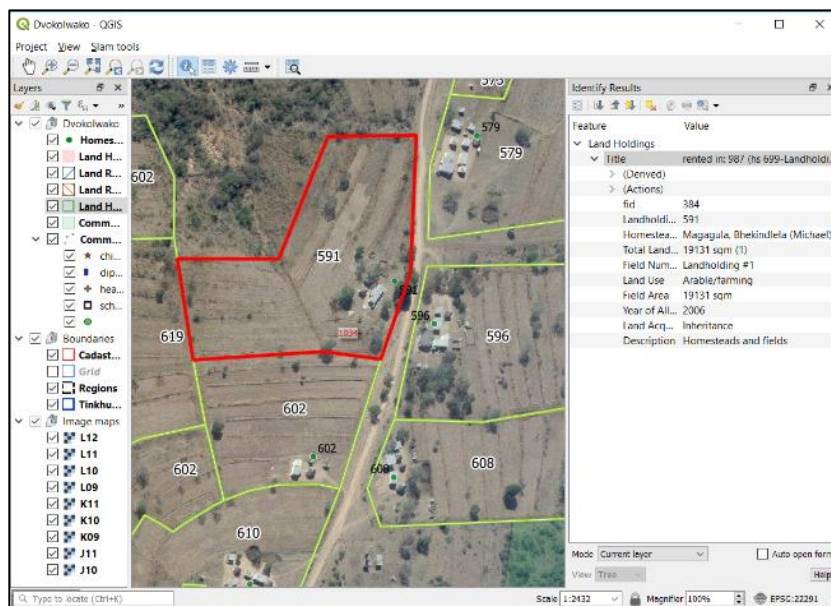 Dvokolwako - QGIS
Project View Slam tools
Layers
Dvokolwako
Homes...
Land H...
Land R...
Land R...
Land H...
Comm...
Comm...
chi...
dip...
hea...
sch...
Boundaries
Cadast...
Grid
Regions
Tinkhu...
Image maps
L12
L11
L10
L09
K11
K10
K09
J11
J10
602
591
591
1034
619
602
602
602
610
579
579
596
596
608
608
Identify Results
Feature Value
Land Holdings
Title rented in: 987 (hs 699-Landholdi...
(Derived)
(Actions)
fid 384
Landholdi... 591
Homestea... Magagula, Bhekindlela (Michael)
Total Land... 19131 sqm (1)
Field Num... Landholding #1
Land Use Arable/farming
Field Area 19131 sqm
Year of All... 2006
Land Acq... Inheritance
Description Homesteads and fields
Mode Current layer Auto open form
View Tree Help
Type to locate (Ctrl+K) Scale 1:2432 Magnifier 100% EPSG:22291